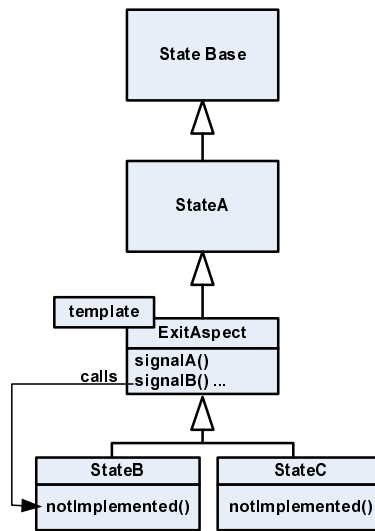 State Base
StateA
template
ExitAspect
signalA()
calls
signalB() ...
StateB
StateC
notImplemented()
notImplemented()